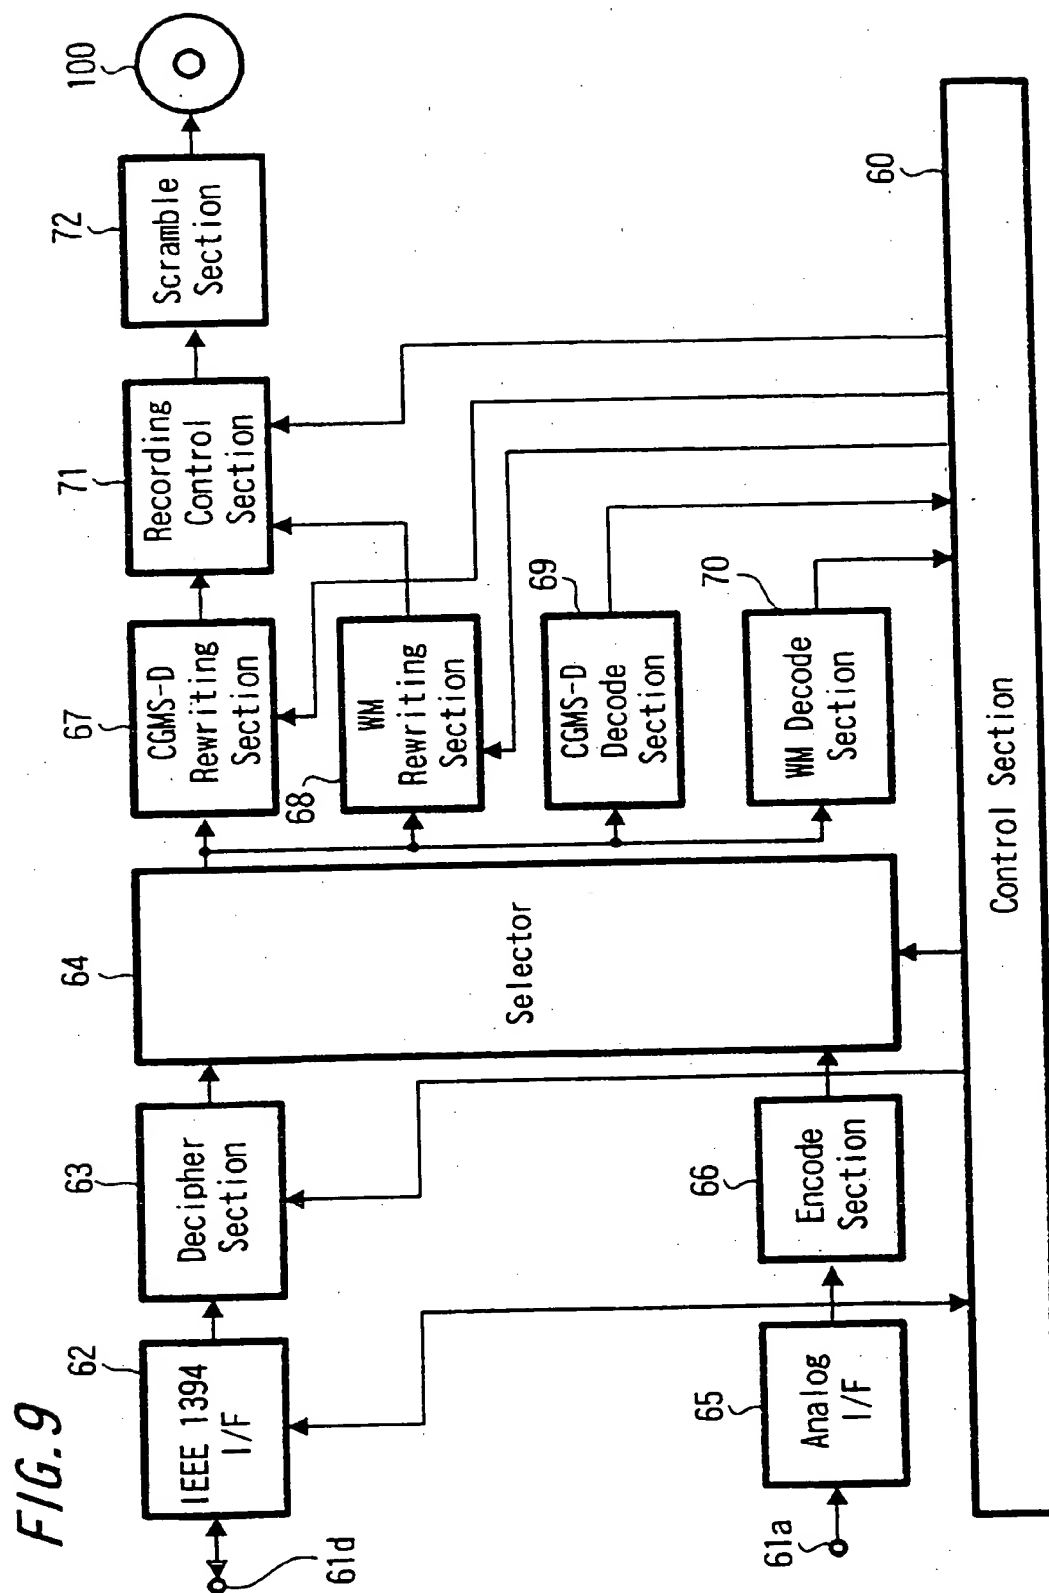 FIG. 9
61d
62
IEEE 1394
I/F
63
Decipher
Section
64
Selector
67
CGMS-D
Rewriting
Section
71
Recording
Control
Section
72
Scramble
Section
100
68
WM
Rewriting
Section
69
CGMS-D
Decode
Section
70
WM Decode
Section
61a
65
Analog
I/F
66
Encode
Section
60
Control Section